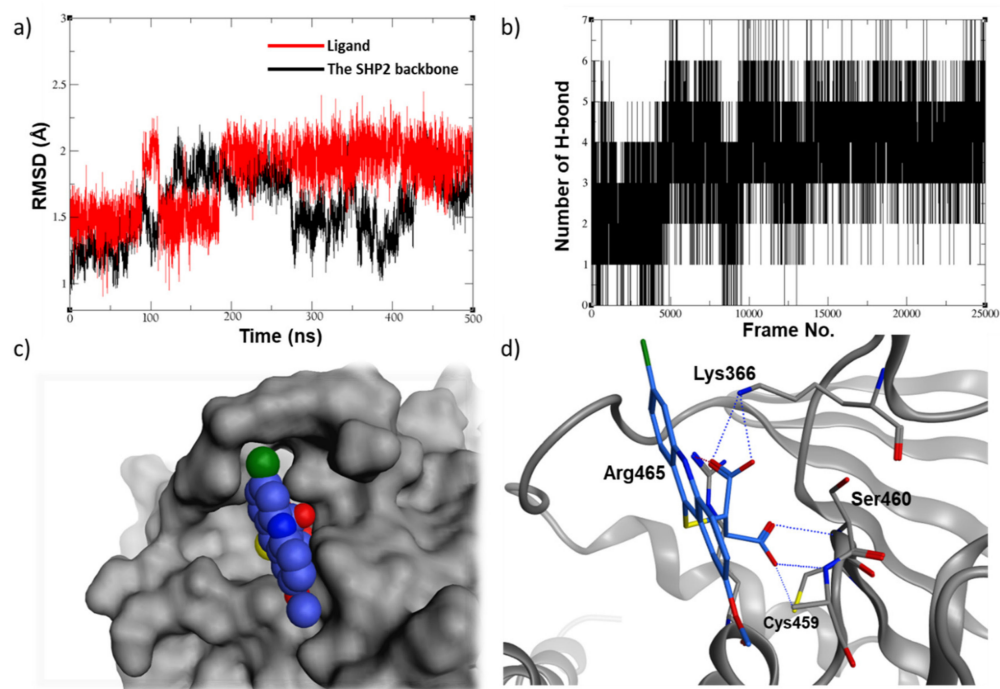 a)
3
2.5
2
1.5
1
RMSD (Å)
Ligand
The SHP2 backbone
0
100
200
300
400
500
Time (ns)
b)
7
6
5
4
3
2
1
0
Number of H-bond
0
5000
10000
15000
20000
25000
Frame No.
c)
d)
Lys366
Arg465
Ser460
Cys459